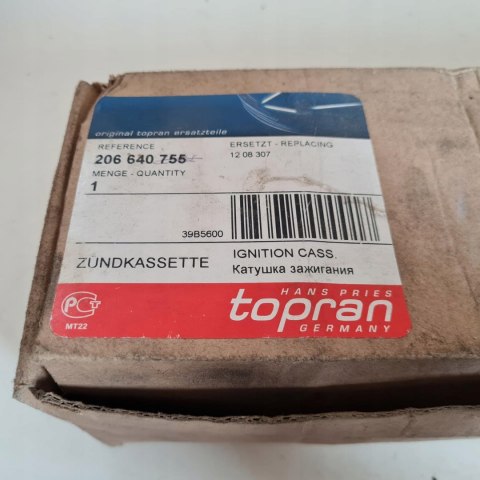 original topran ersatzteile
REFERENCE
206 640 755
MENGE - QUANTITY
1
ERSETZT - REPLACING
12 08 307
39B5600
ZÜNDKASSETTE
IGNITION CASS.
Катушка зажигания
РСТ
MT22
HANS PRIES
topran
GERMANY